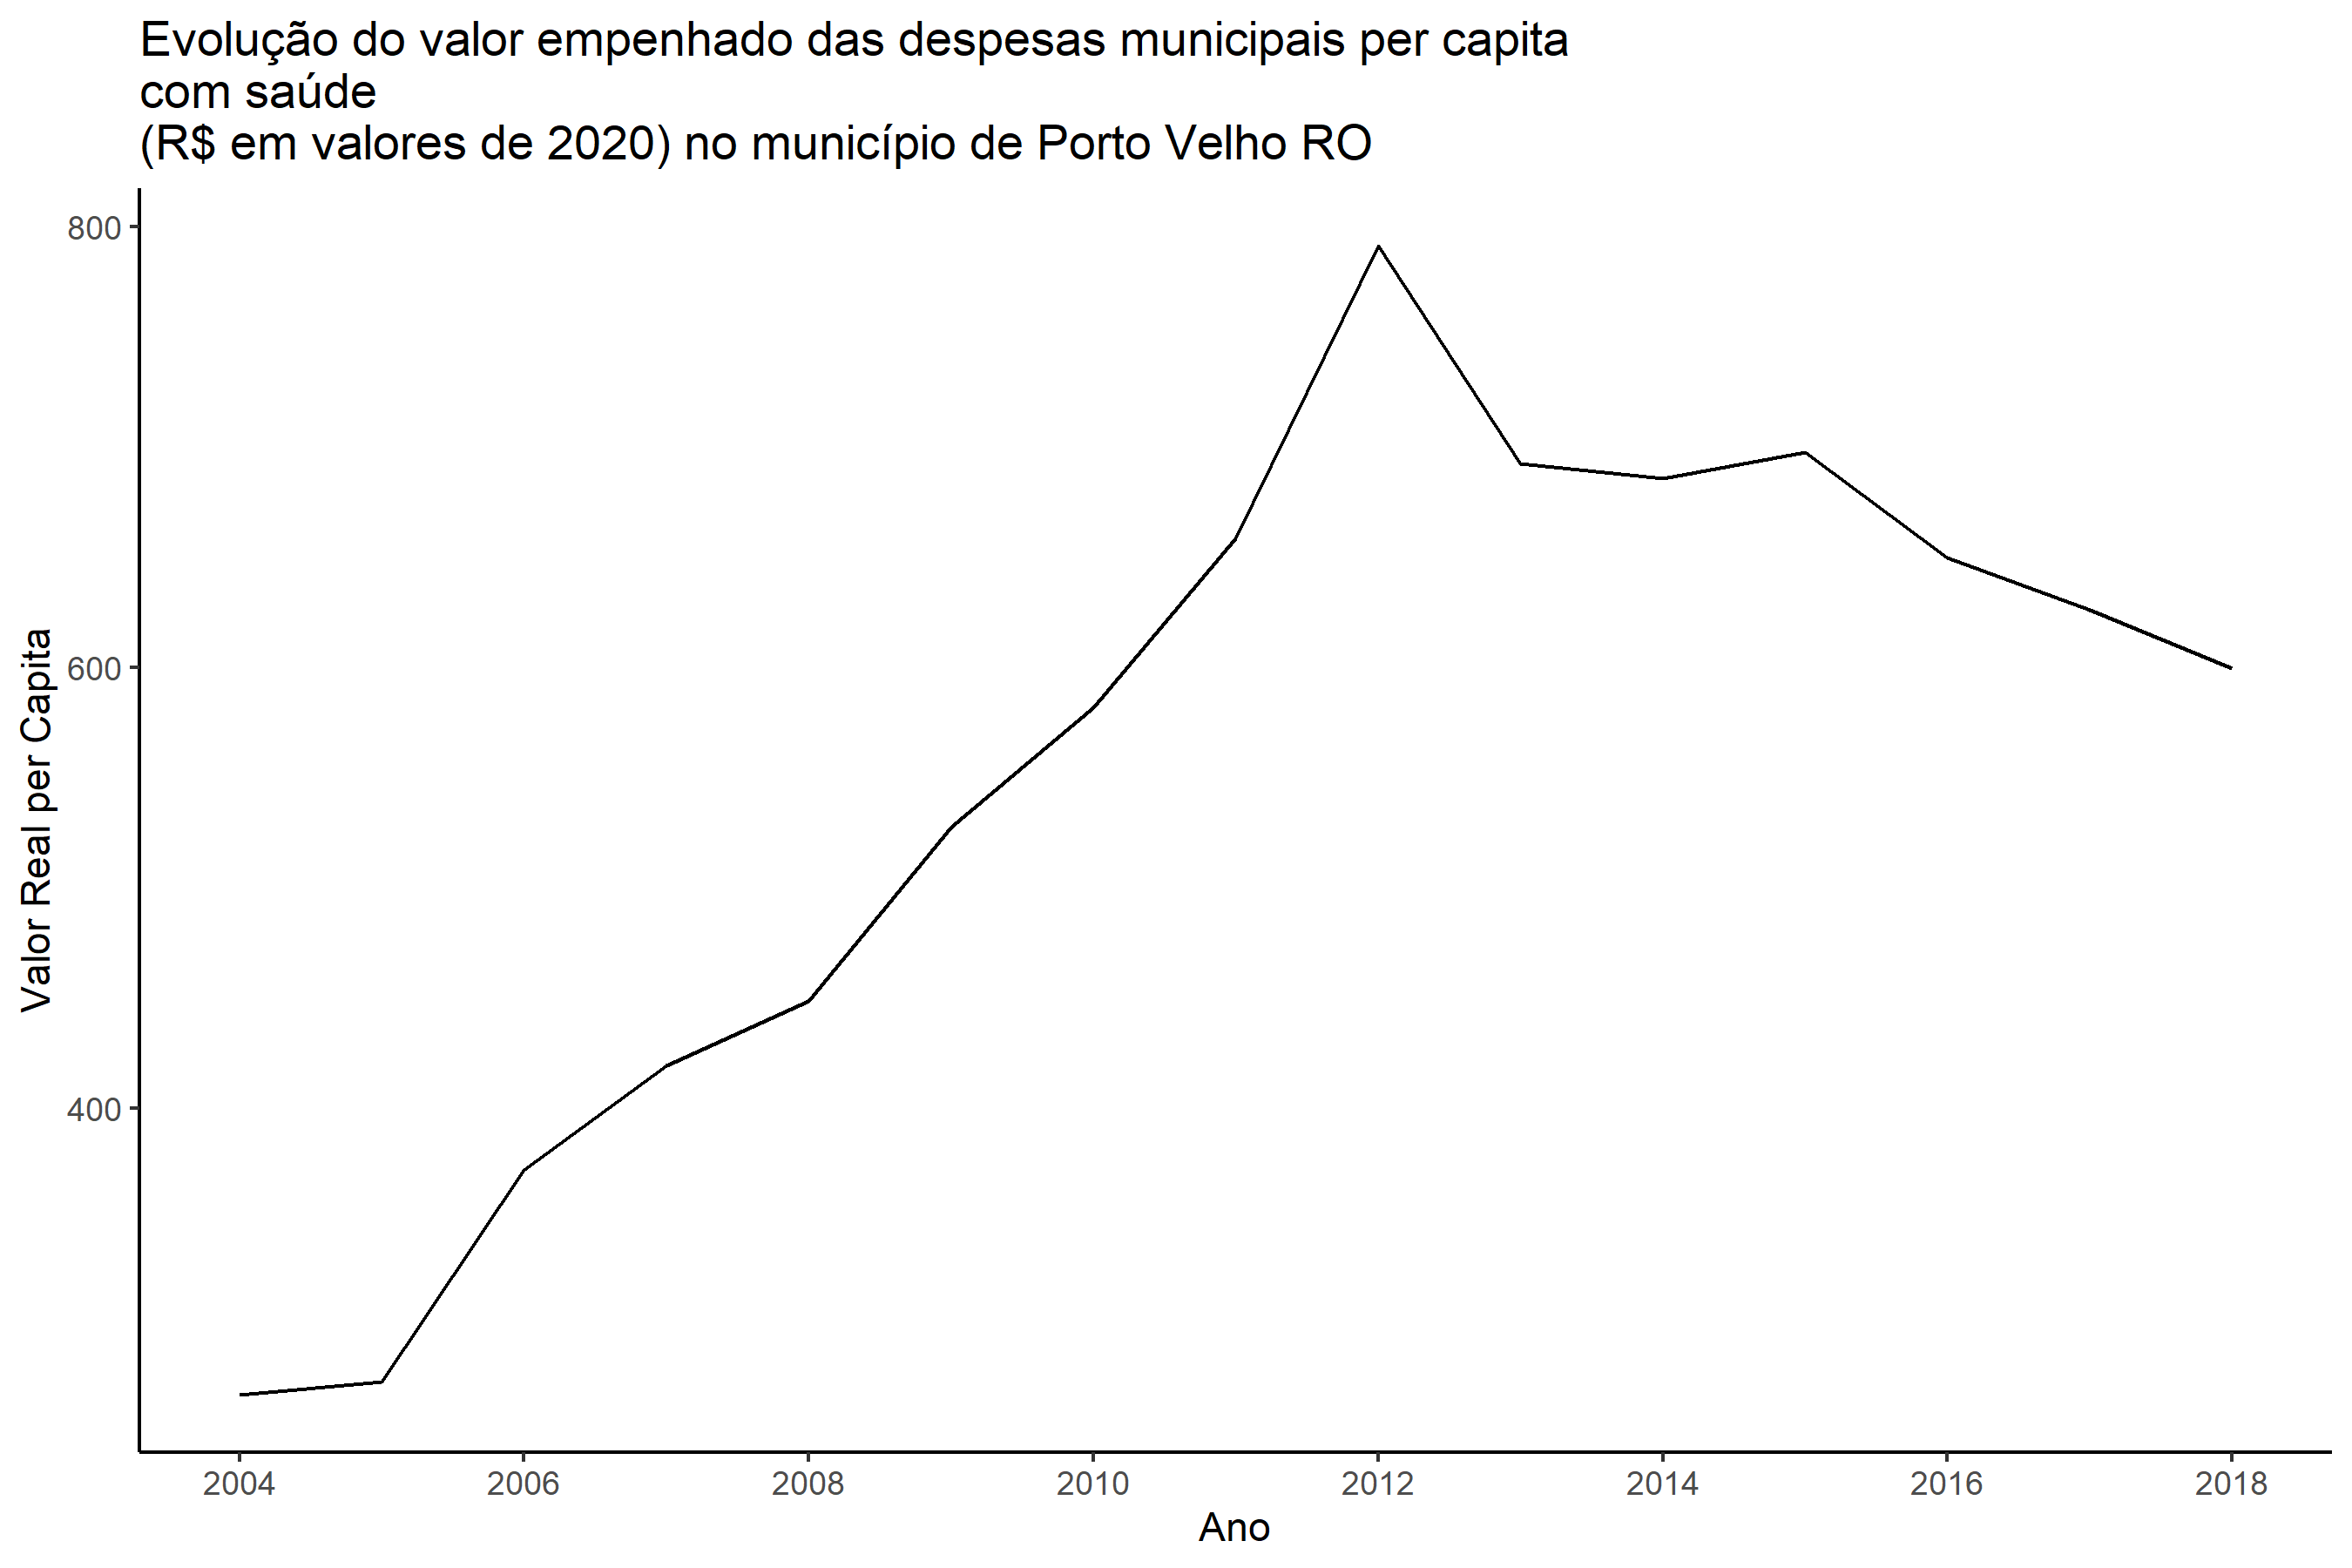 Evolução do valor empenhado das despesas municipais per capita
com saúde
(R$ em valores de 2020) no município de Porto Velho RO
800
600
400
Valor Real per Capita
2004 2006 2008 2010 2012 2014 2016 2018
Ano